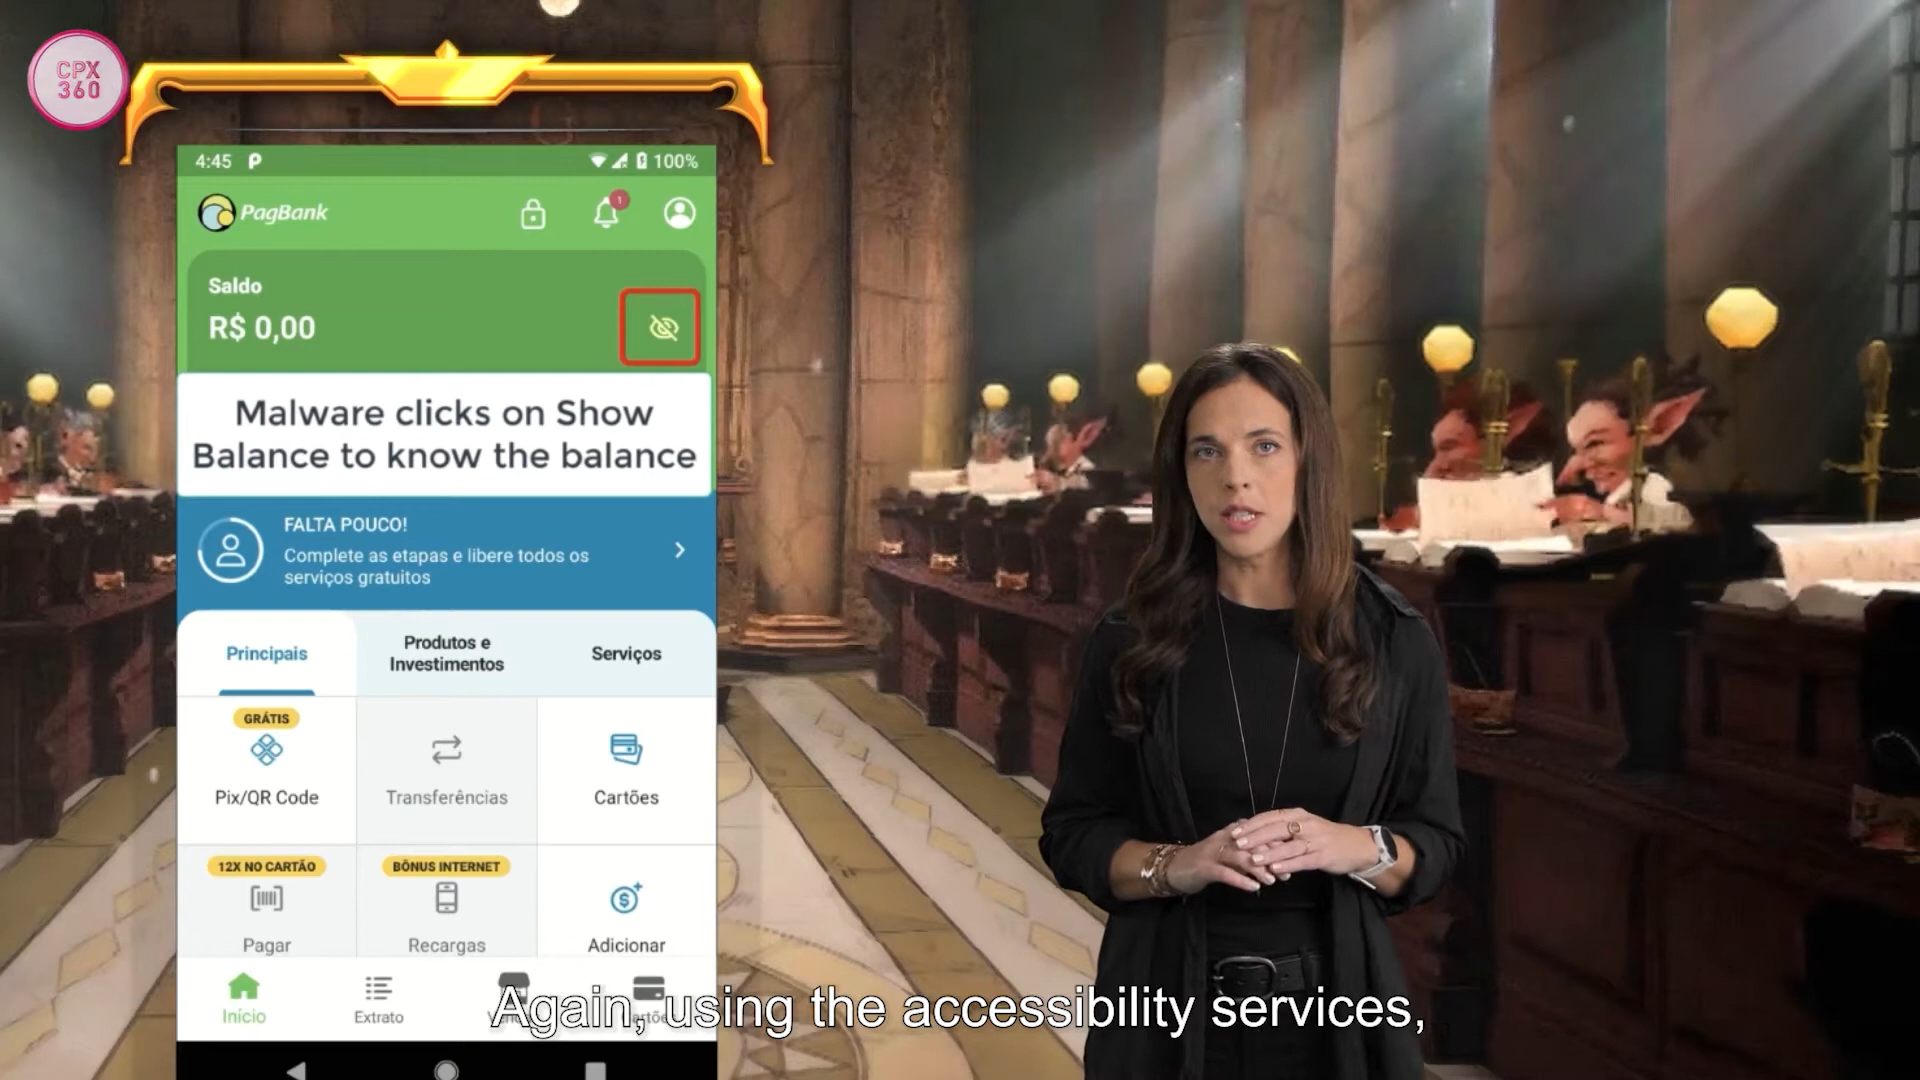 CPX
360
4:45
100%
PagBank
1
Saldo
R$ 0,00
Malware clicks on Show
Balance to know the balance
FALTA POUCO!
Complete as etapas e libere todos os
serviços gratuitos
Principais
Produtos e
Investimentos
Serviços
GRÁTIS
Pix/QR Code
Transferências
Cartões
12X NO CARTÃO
BÔNUS INTERNET
Pagar
Recargas
Adicionar
Início
Extrato
Again, using the accessibility services,